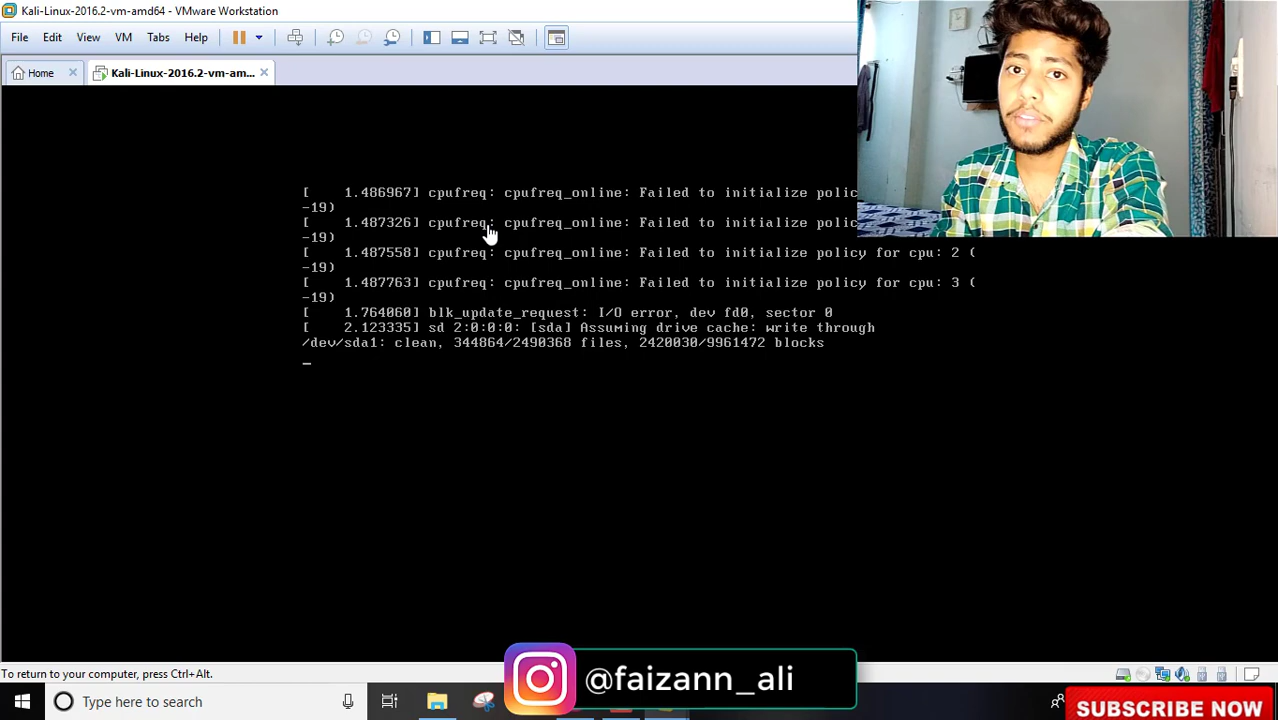 Kali-Linux-2016.2-vm-amd64 - VMware Workstation
File Edit View VM Tabs Help
Home Kali-Linux-2016.2-vm-am...
[ 1.486967] cpufreq: cpufreq_online: Failed to initialize polic
-19)
[ 1.487326] cpufreq: cpufreq_online: Failed to initialize polic
-19)
[ 1.487558] cpufreq: cpufreq_online: Failed to initialize policy for cpu: 2 (
-19)
[ 1.487763] cpufreq: cpufreq_online: Failed to initialize policy for cpu: 3 (
-19)
[ 1.764060] blk_update_request: I/O error, dev fd0, sector 0
[ 2.123335] sd 2:0:0:0: [sda] Assuming drive cache: write through
/dev/sda1: clean, 344864/2490368 files, 2420030/9961472 blocks
_
To return to your computer, press Ctrl+Alt.
@faizann_ali
Type here to search
SUBSCRIBE NOW